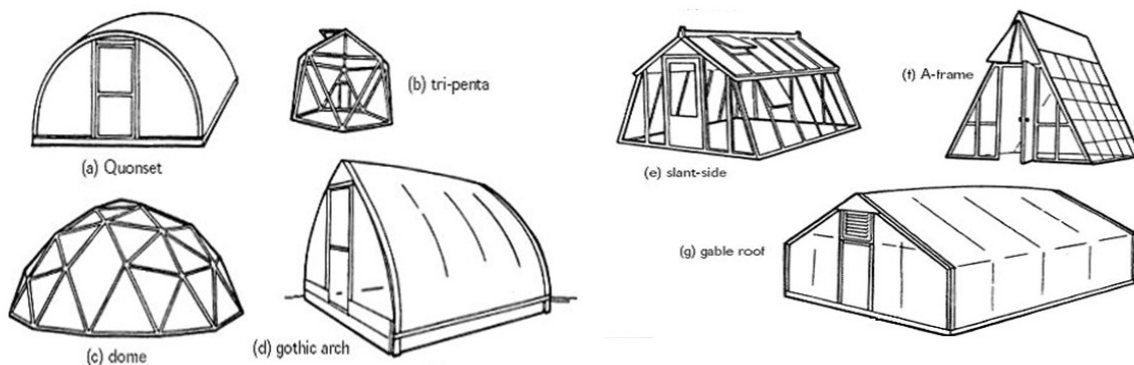 (a) Quonset
(b) tri-penta
(c) dome
(d) gothic arch
(e) slant-side
(f) A-frame
(g) gable roof